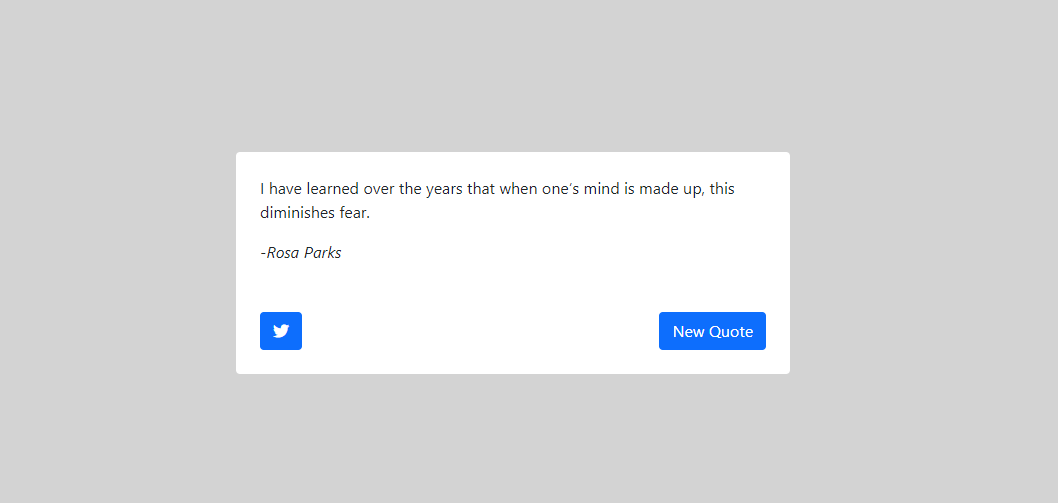 I have learned over the years that when one's mind is made up, this
diminishes fear.
-Rosa Parks
New Quote